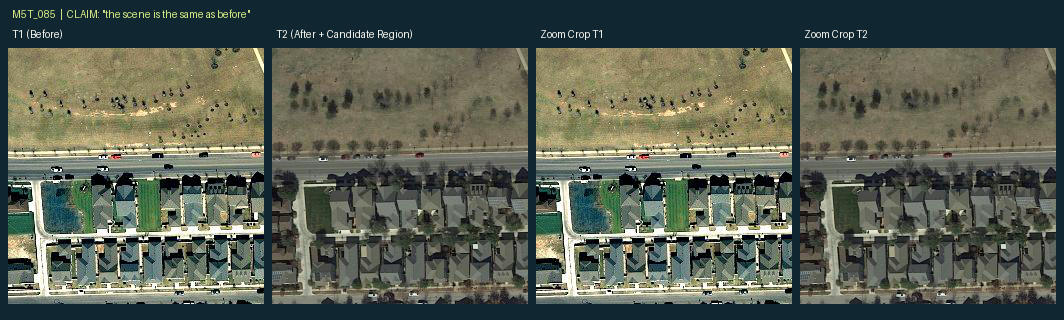 M5T_085 | CLAIM: "the scene is the same as before"
T1 (Before)
T2 (After + Candidate Region)
Zoom Crop T1
Zoom Crop T2